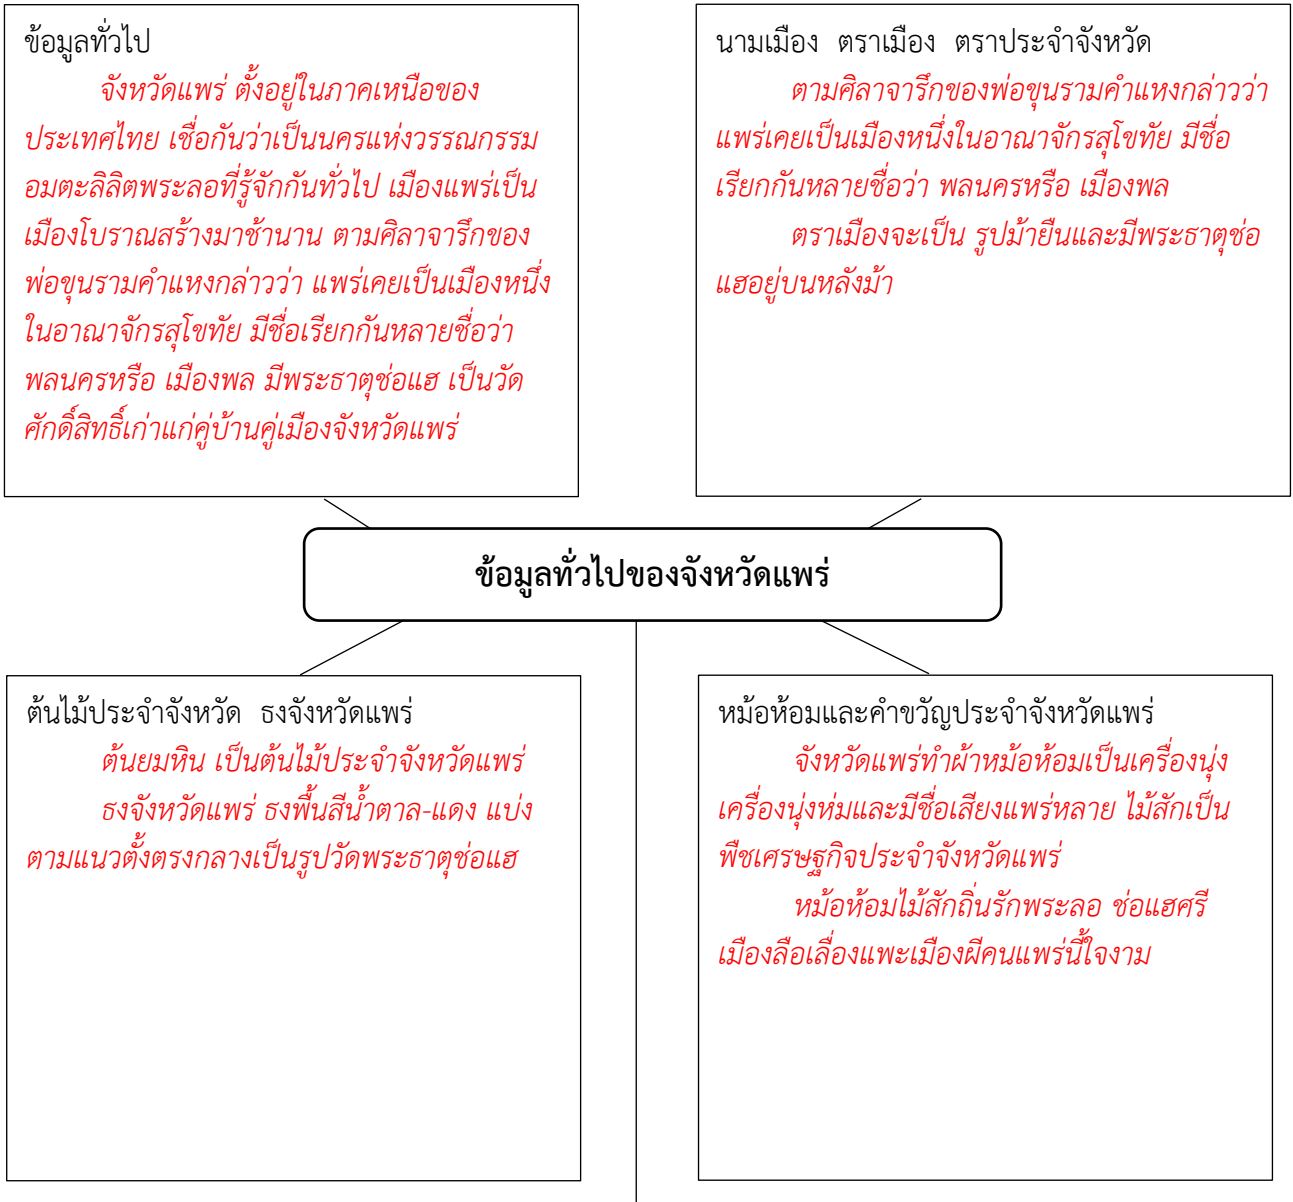 ข้อมูลทั่วไป
จังหวัดแพร่ ตั้งอยู่ในภาคเหนือของ
ประเทศไทย เชื่อกันว่าเป็นนครแห่งวรรณกรรม
อมตะลิลิตพระลอที่รู้จักกันทั่วไป เมืองแพร่เป็น
เมืองโบราณสร้างมาช้านาน ตามศิลาจารึกของ
พ่อขุนรามคำแหงกล่าวว่า แพร่เคยเป็นเมืองหนึ่ง
ในอาณาจักรสุโขทัย มีชื่อเรียกกันหลายชื่อว่า
พลนครหรือ เมืองพล มีพระธาตุช่อแฮ เป็นวัด
ศักดิ์สิทธิ์เก่าแก่คู่บ้านคู่เมืองจังหวัดแพร่
นามเมือง ตราเมือง ตราประจำจังหวัด
ตามศิลาจารึกของพ่อขุนรามคำแหงกล่าวว่า
แพร่เคยเป็นเมืองหนึ่งในอาณาจักรสุโขทัย มีชื่อ
เรียกกันหลายชื่อว่า พลนครหรือ เมืองพล
ตราเมืองจะเป็น รูปม้ายืนและมีพระธาตุช่อ
แฮอยู่บนหลังม้า
ข้อมูลทั่วไปของจังหวัดแพร่
ต้นไม้ประจำจังหวัด ธงจังหวัดแพร่
ต้นยมหิน เป็นต้นไม้ประจำจังหวัดแพร่
ธงจังหวัดแพร่ ธงพื้นสีน้ำตาล-แดง แบ่ง
ตามแนวตั้งตรงกลางเป็นรูปวัดพระธาตุช่อแฮ
หม้อห้อมและคำขวัญประจำจังหวัดแพร่
จังหวัดแพร่ทำผ้าหม้อห้อมเป็นเครื่องนุ่ง
เครื่องนุ่งห่มและมีชื่อเสียงแพร่หลาย ไม้สักเป็น
พืชเศรษฐกิจประจำจังหวัดแพร่
หม้อห้อมไม้สักถิ่นรักพระลอ ช่อแฮศรี
เมืองลือเลื่องแพะเมืองผีคนแพร่นี้ใจงาม